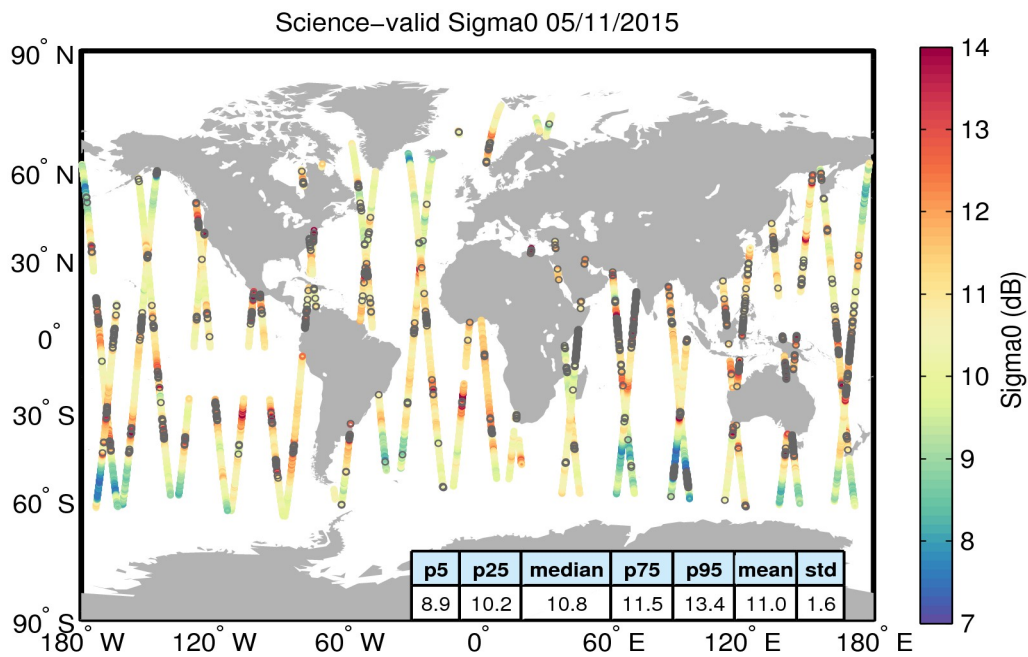 Science−valid Sigma0 05/11/2015
90° N
60° N
30° N
0°
30° S
60° S
90° S
180° W
120° W
60° W
0°
60° E
120° E
180° E
p5 p25 median p75 p95 mean std
8.9 10.2 10.8 11.5 13.4 11.0 1.6
14
13
12
11
10
9
8
7
Sigma0 (dB)